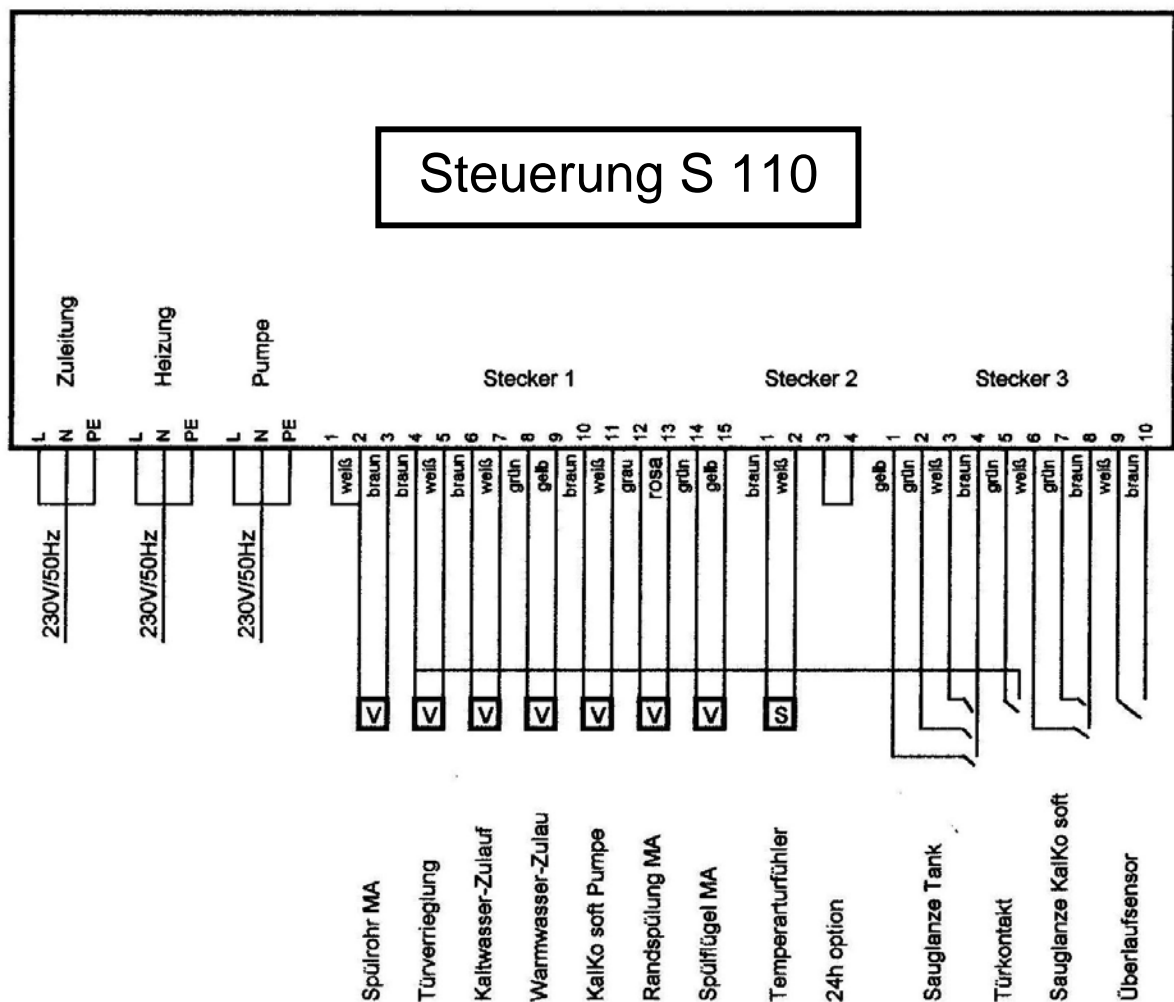 Steuerung S 110
Zuleitung
Heizung
Pumpe
Stecker 1
Stecker 2
Stecker 3
L
N
PE
L
N
PE
L
N
PE
1
2
3
4
5
6
7
8
9
10
11
12
13
14
15
1
2
3
4
1
2
3
4
5
6
7
8
9
10
weiß
braun
braun
weiß
braun
weiß
grün
gelb
braun
weiß
grau
rosa
grün
gelb
braun
weiß
gelb
grün
weiß
braun
grün
weiß
grün
braun
weiß
braun
230V/50Hz
230V/50Hz
230V/50Hz
V
V
V
V
V
V
V
S
Spülrohr MA
Türverrieglung
Kaltwasser-Zulauf
Warmwasser-Zulau
KalKo soft Pumpe
Randspülung MA
Spülflügel MA
Temperarturfühler
24h option
Sauglanze Tank
Türkontakt
Sauglanze KalKo soft
Überlaufsensor